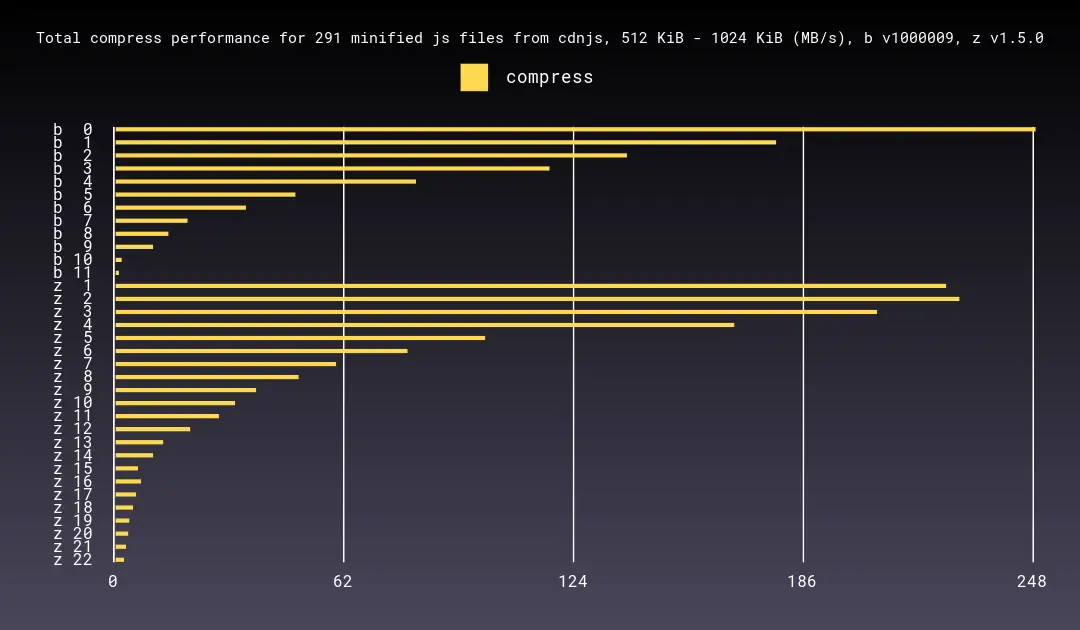 Total compress performance for 291 minified js files from cdnjs, 512 KiB - 1024 KiB (MB/s), b v1000009, z v1.5.0
compress
b 0
b 1
b 2
b 3
b 4
b 5
b 6
b 7
b 8
b 9
b 10
b 11
z 1
z 2
z 3
z 4
z 5
z 6
z 7
z 8
z 9
z 10
z 11
z 12
z 13
z 14
z 15
z 16
z 17
z 18
z 19
z 20
z 21
z 22
0 62 124 186 248